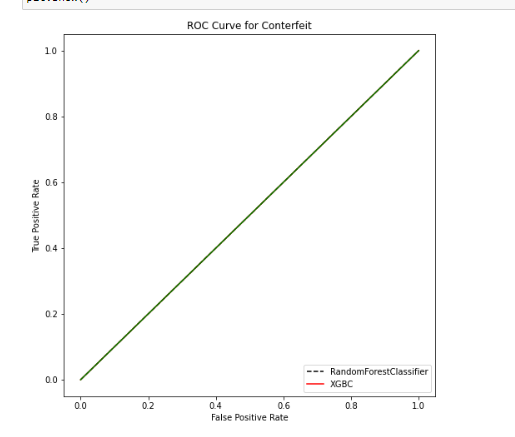 ROC Curve for Conterfeit
1.0
0.8
0.6
0.4
0.2
0.0
True Positive Rate
0.0 0.2 0.4 0.6 0.8 1.0
False Positive Rate
RandomForestClassifier
XGBC